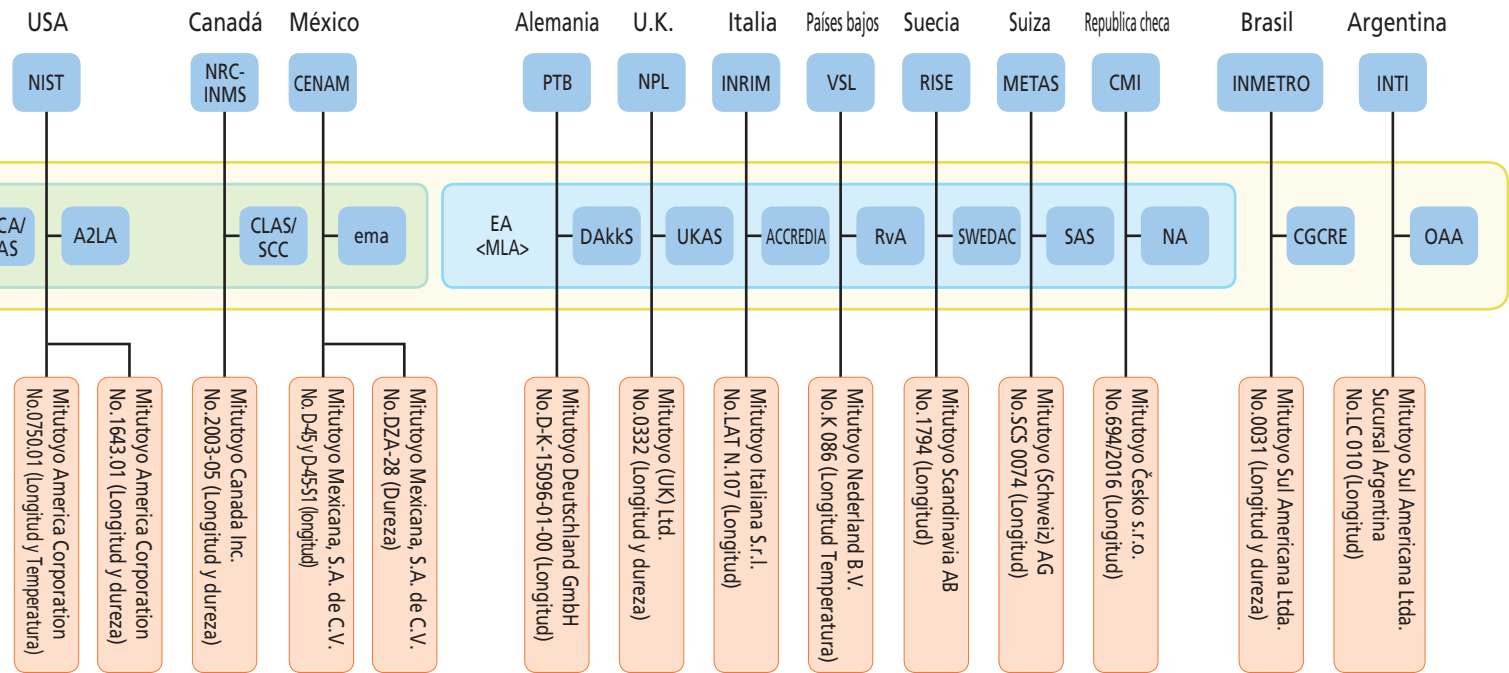 USA
Canadá
México
Alemania
U.K.
Italia
Países bajos
Suecia
Suiza
Republica checa
Brasil
Argentina
NIST
NRC-
INMS
CENAM
PTB
NPL
INRIM
VSL
RISE
METAS
CMI
INMETRO
INTI
CA/
AS
A2LA
CLAS/
SCC
ema
EA
<MLA>
DAkkS
UKAS
ACCREDIA
RvA
SWEDAC
SAS
NA
CGCRE
OAA
Mitutoyo America Corporation
No.0750.01 (Longitud y Temperatura)
Mitutoyo America Corporation
No.1643.01 (Longitud y dureza)
Mitutoyo Canada Inc.
No.2003-05 (Longitud y dureza)
Mitutoyo Mexicana, S.A. de C.V.
No. D-45 y D-45S1 (longitud)
Mitutoyo Mexicana, S.A. de C.V.
No.DZA-28 (Dureza)
Mitutoyo Deutschland GmbH
No.D-K-15096-01-00 (Longitud)
Mitutoyo (UK) Ltd.
No.0332 (Longitud y dureza)
Mitutoyo Italiana S.r.l.
No.LAT N.107 (Longitud)
Mitutoyo Nederland B.V.
No.K 086 (Longitud Temperatura)
Mitutoyo Scandinavia AB
No.1794 (Longitud)
Mitutoyo (Schweiz) AG
No.SCS 0074 (Longitud)
Mitutoyo Česko s.r.o.
No.694/2016 (Longitud)
Mitutoyo Sul Americana Ltda.
No.0031 (Longitud y dureza)
Mitutoyo Sul Americana Ltda.
Sucursal Argentina
No.LC 010 (Longitud)